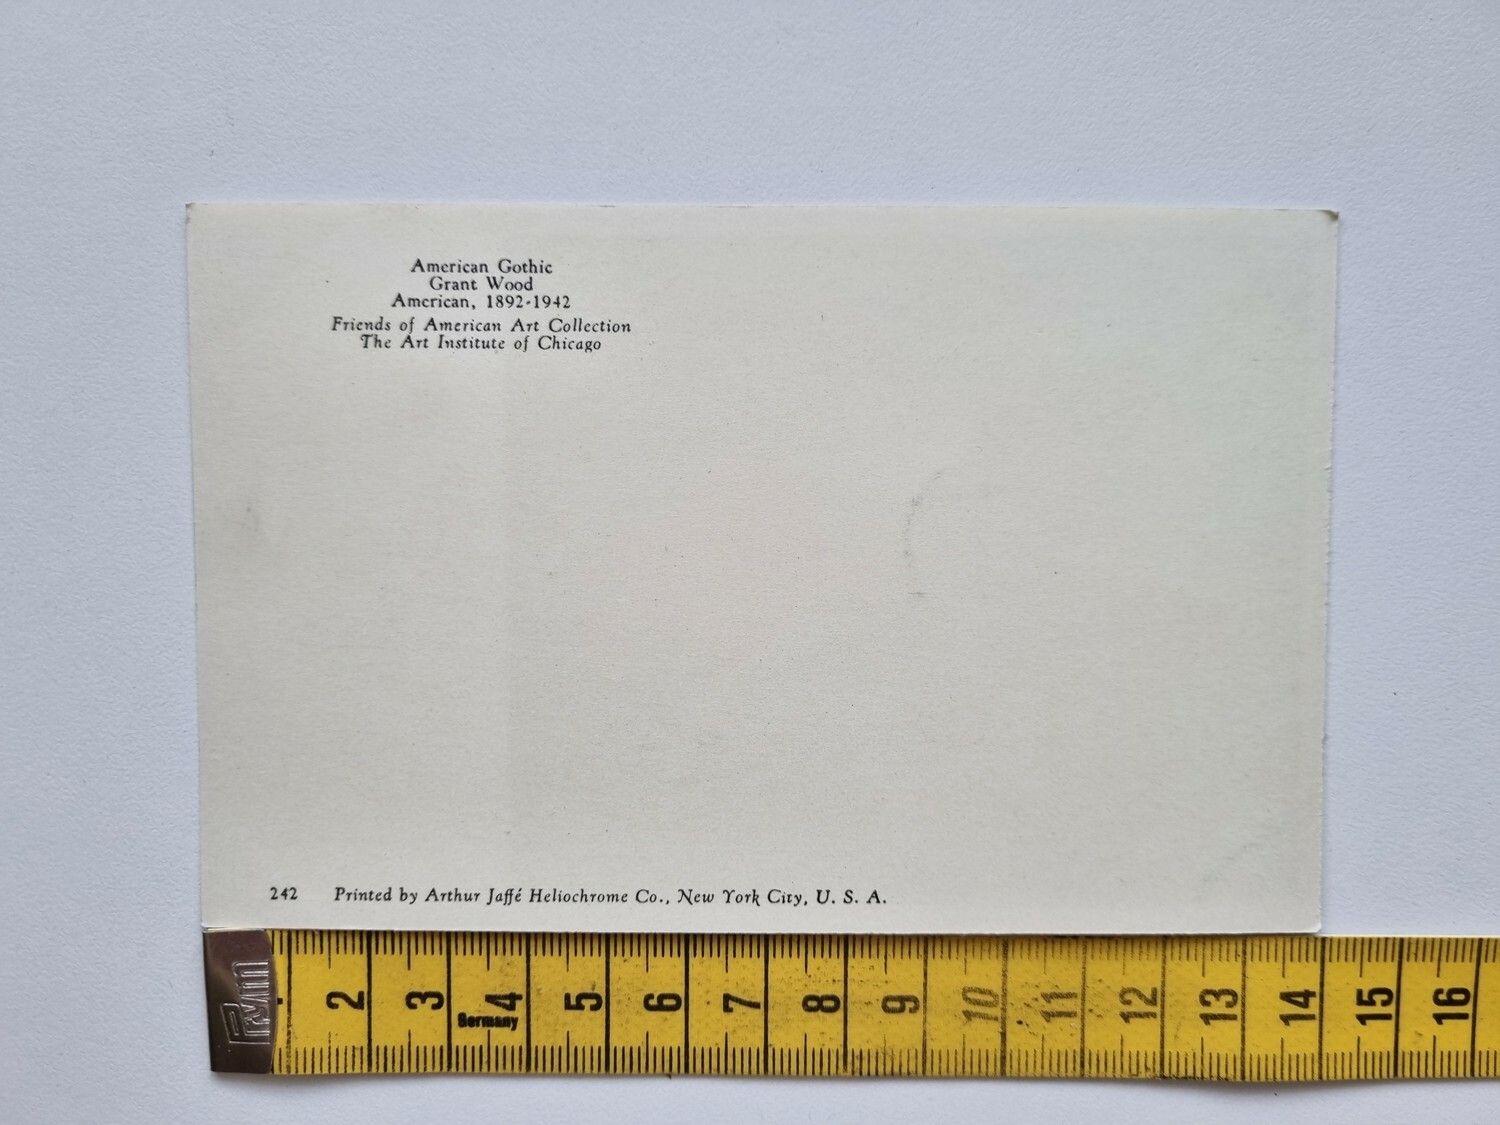 American Gothic
Grant Wood
American, 1892-1942
Friends of American Art Collection
The Art Institute of Chicago
242 Printed by Arthur Jaffé Heliochrome Co., New York City, U. S. A.
Prym 2 3 4 5 6 7 8 9 10 11 12 13 14 15 16
Germany